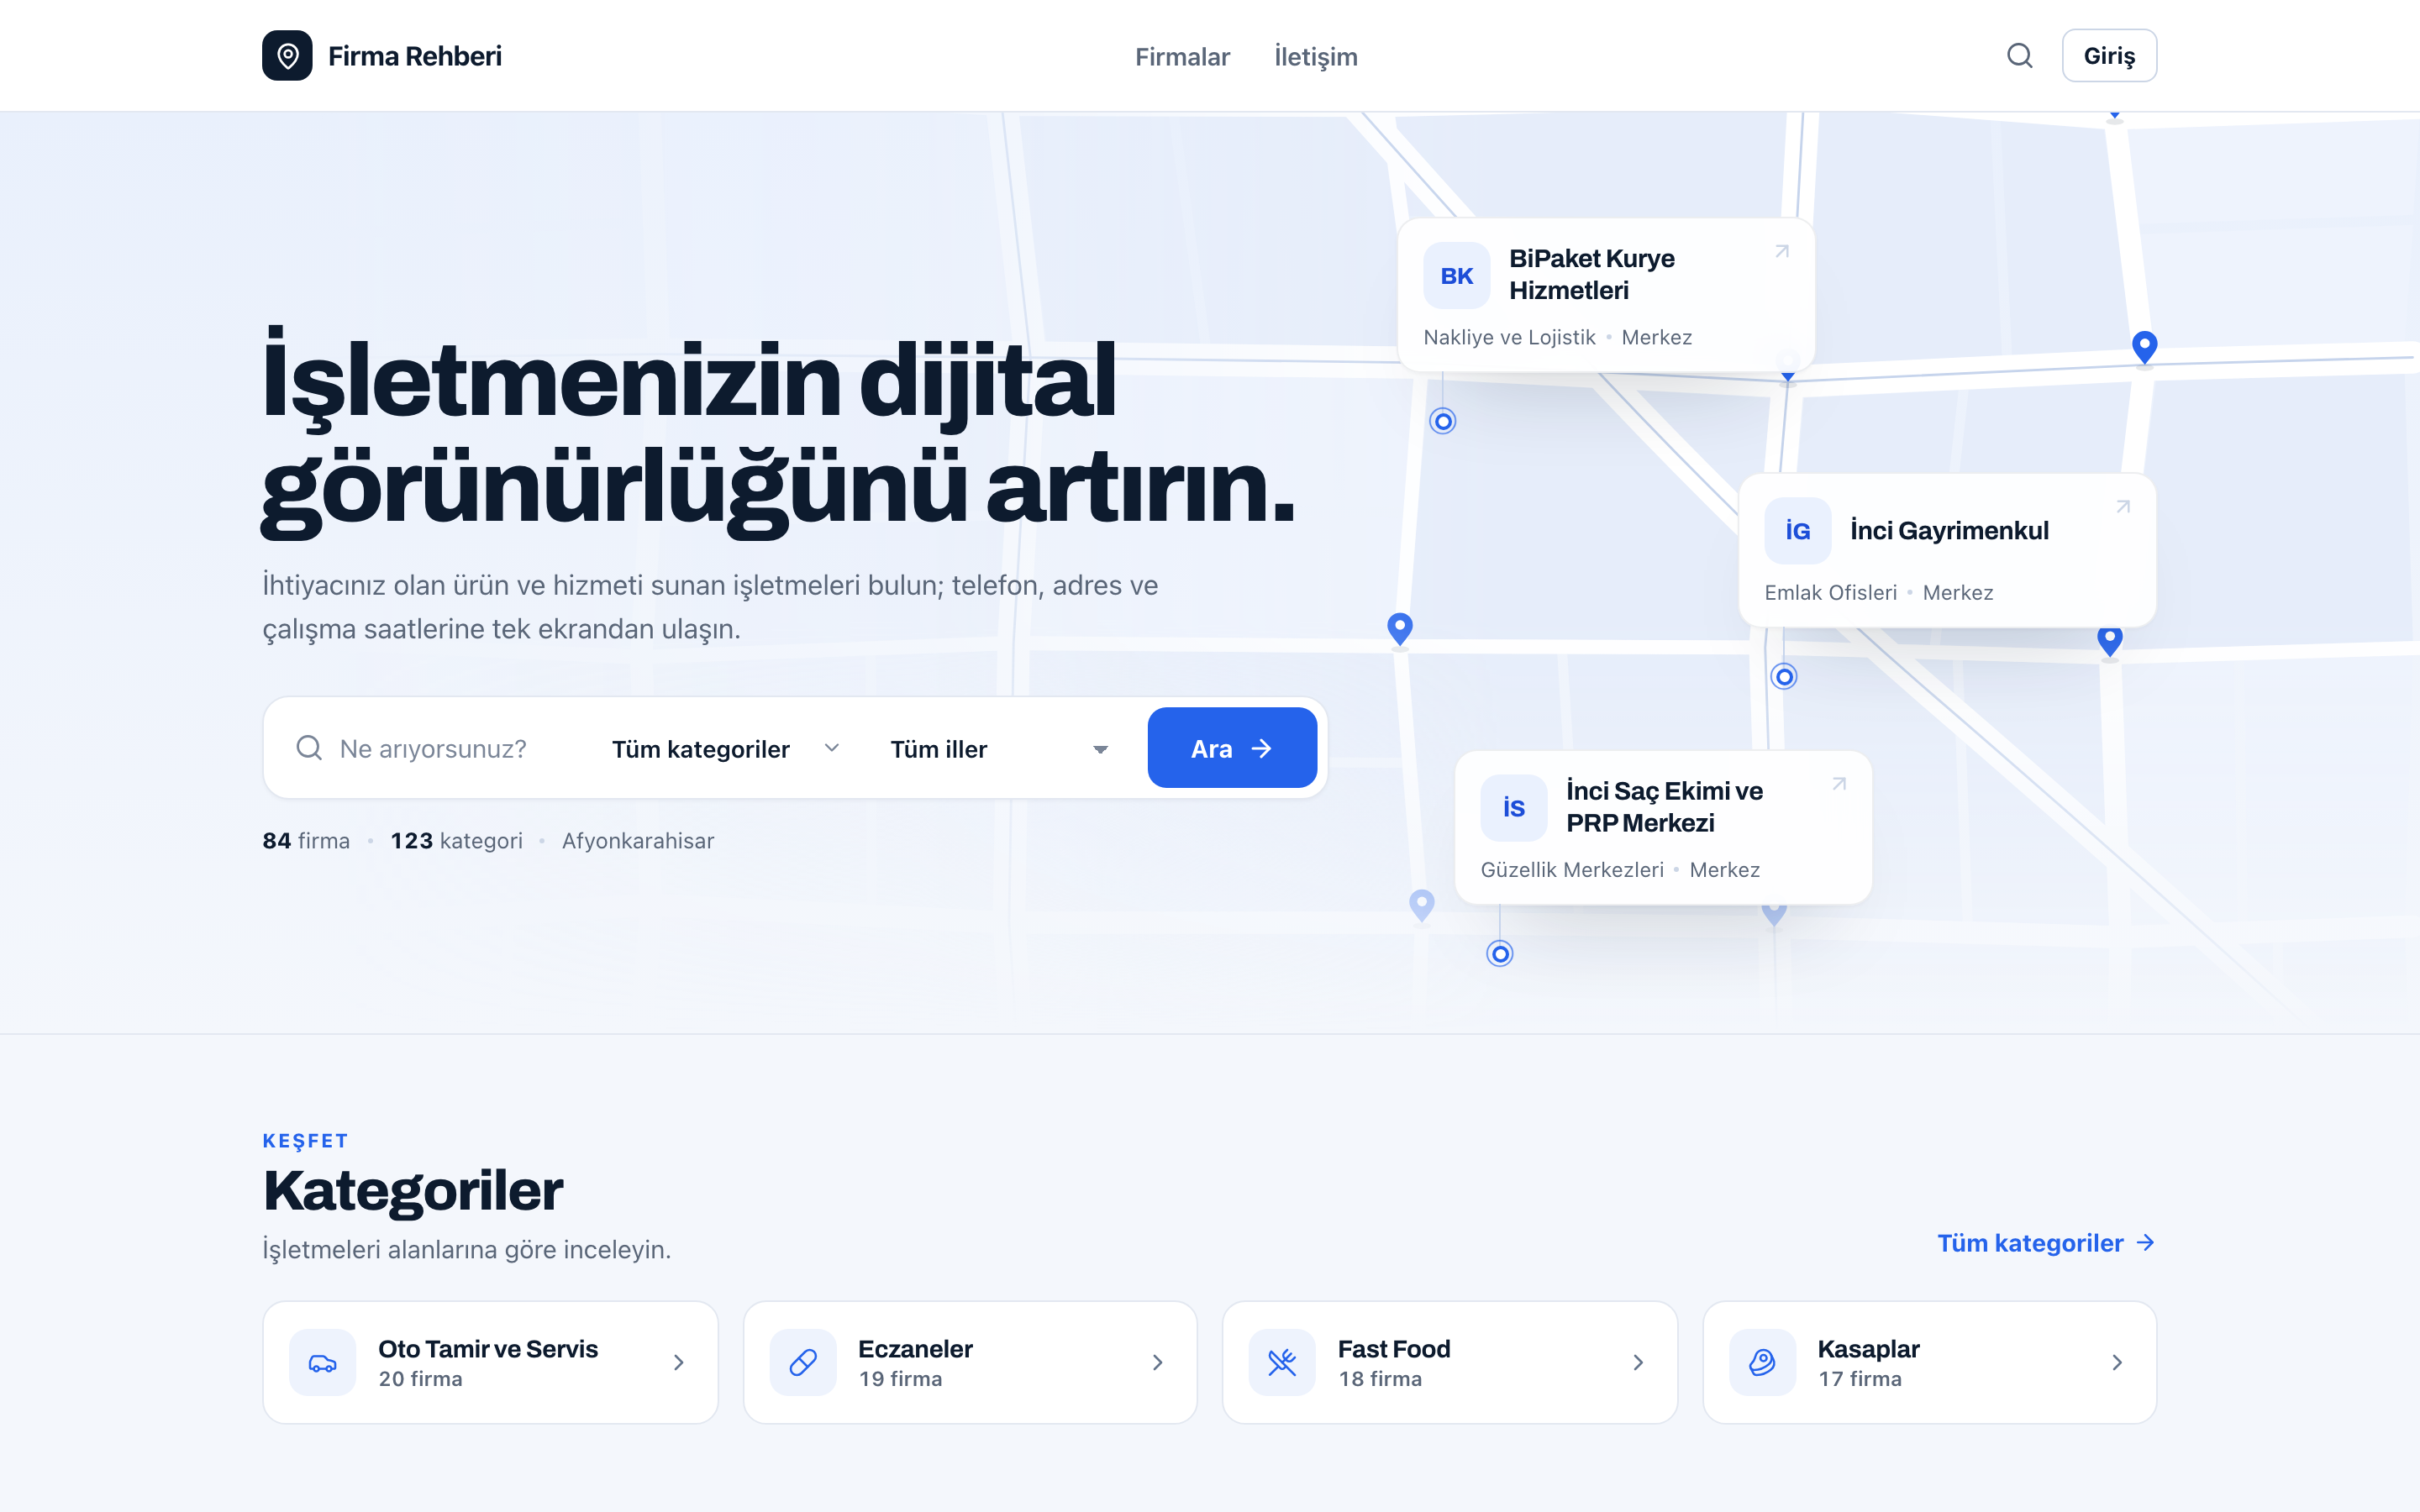 Firma Rehberi
Firmalar
İletişim
Giriş
İşletmenizin dijital
görünürlüğünü artırın.
İhtiyacınız olan ürün ve hizmeti sunan işletmeleri bulun; telefon, adres ve
çalışma saatlerine tek ekrandan ulaşın.
Ne arıyorsunuz?
Tüm kategoriler
Tüm iller
Ara
84 firma • 123 kategori • Afyonkarahisar
BK
BiPaket Kurye
Hizmetleri
Nakliye ve Lojistik • Merkez
İG
İnci Gayrimenkul
Emlak Ofisleri • Merkez
İS
İnci Saç Ekimi ve
PRP Merkezi
Güzellik Merkezleri • Merkez
KEŞFET
Kategoriler
İşletmeleri alanlarına göre inceleyin.
Tüm kategoriler
Oto Tamir ve Servis
20 firma
Eczaneler
19 firma
Fast Food
18 firma
Kasaplar
17 firma